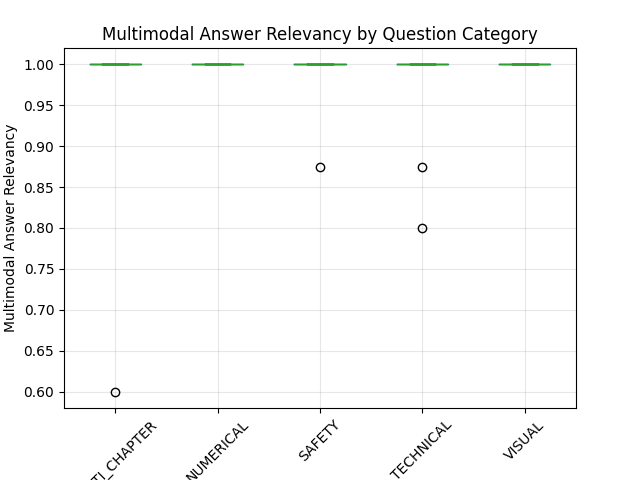 Multimodal Answer Relevancy by Question Category
Multimodal Answer Relevancy
1.00
0.95
0.90
0.85
0.80
0.75
0.70
0.65
0.60
TI_CHAPTER
NUMERICAL
SAFETY
TECHNICAL
VISUAL